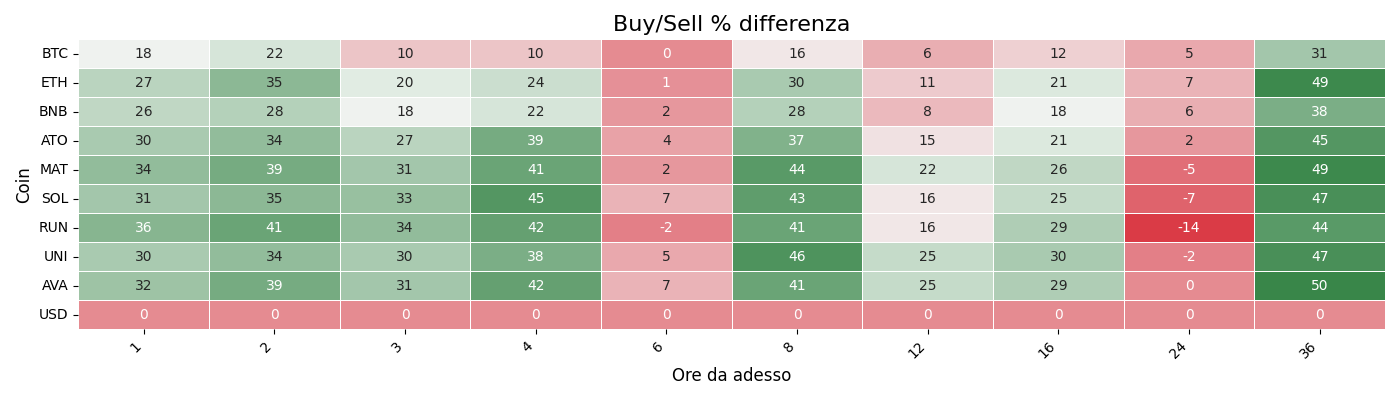 Buy/Sell % differenza
Coin
BTC 18 22 10 10 0 16 6 12 5 31
ETH 27 35 20 24 1 30 11 21 7 49
BNB 26 28 18 22 2 28 8 18 6 38
ATO 30 34 27 39 4 37 15 21 2 45
MAT 34 39 31 41 2 44 22 26 -5 49
SOL 31 35 33 45 7 43 16 25 -7 47
RUN 36 41 34 42 -2 41 16 29 -14 44
UNI 30 34 30 38 5 46 25 30 -2 47
AVA 32 39 31 42 7 41 25 29 0 50
USD 0 0 0 0 0 0 0 0 0 0
1 2 3 4 6 8 12 16 24 36
Ore da adesso